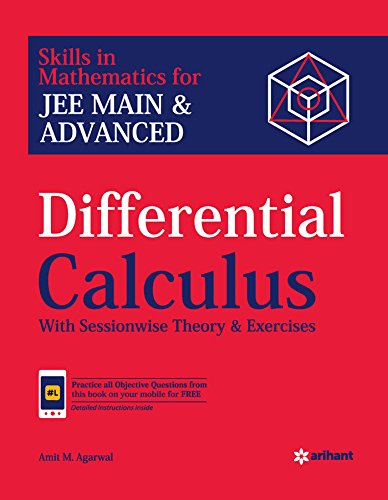 Skills in
Mathematics for
JEE MAIN &
ADVANCED
Differential
Calculus
With Sessionwise Theory & Exercises
#L
Practice all Objective Questions from
this book on your mobile for FREE
Detailed Instructions inside
Amit M. Agarwal
arihant